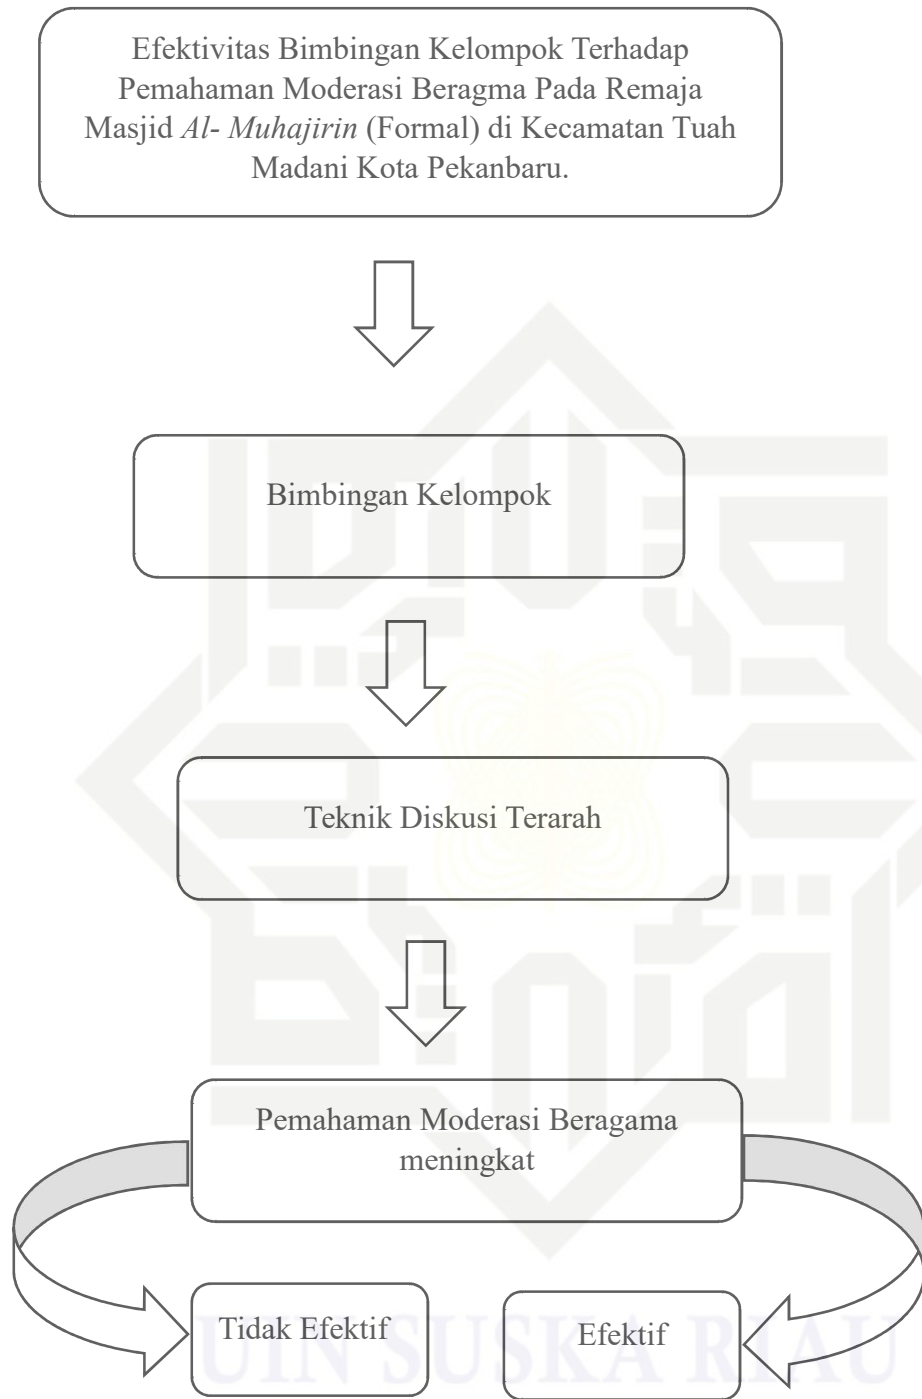 Efektivitas Bimbingan Kelompok Terhadap
Pemahaman Moderasi Beragma Pada Remaja
Masjid Al- Muhajirin (Formal) di Kecamatan Tuah
Madani Kota Pekanbaru.
Bimbingan Kelompok
Teknik Diskusi Terarah
Pemahaman Moderasi Beragama
meningkat
Tidak Efektif
Efektif
UIN SUSKA RIAU